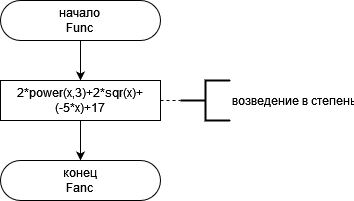 начало
Func
2*power(x,3)+2*sqr(x)+
(-5*x)+17
возведение в степень
конец
Fanc